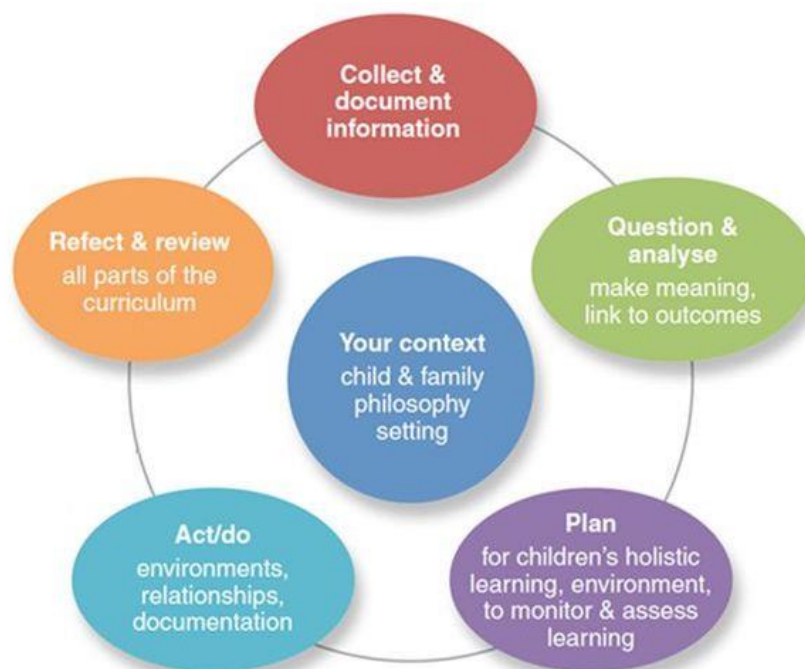 Collect &
document
information
Question &
analyse
make meaning,
link to outcomes
Plan
for children's holistic
learning, environment,
to monitor & assess
learning
Act/do
environments,
relationships,
documentation
Refect & review
all parts of the
curriculum
Your context
child & family
philosophy
setting